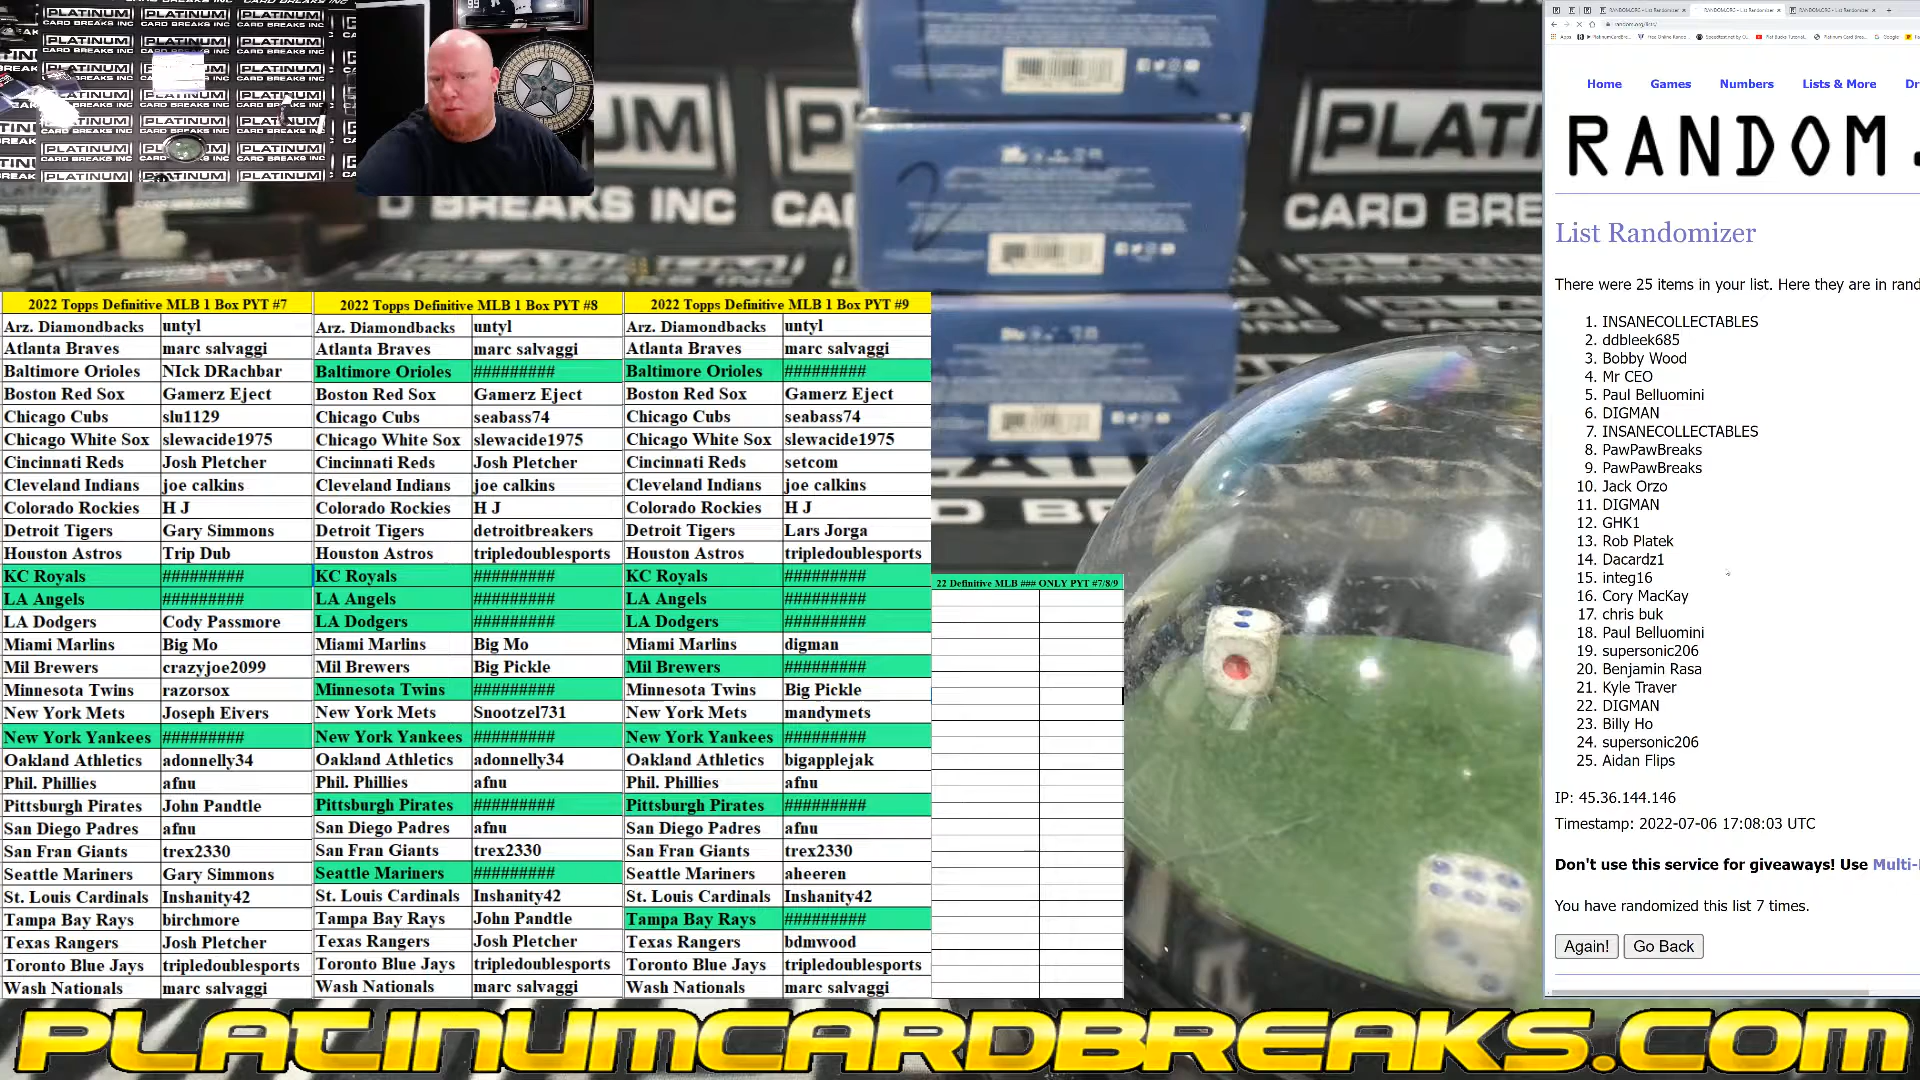 PLATINUM
CARD BREAKS INC
2
2022 Topps Definitive MLB 1 Box PYT #7
Arz. Diamondbacks untyl
Atlanta Braves marc salvaggi
Baltimore Orioles NIck DRachbar
Boston Red Sox Gamerz Eject
Chicago Cubs slu1129
Chicago White Sox slewacide1975
Cincinnati Reds Josh Pletcher
Cleveland Indians joe calkins
Colorado Rockies H J
Detroit Tigers Gary Simmons
Houston Astros Trip Dub
KC Royals #########
LA Angels #########
LA Dodgers Cody Passmore
Miami Marlins Big Mo
Mil Brewers crazyjoe2099
Minnesota Twins razorsox
New York Mets Joseph Eivers
New York Yankees #########
Oakland Athletics adonnelly34
Phil. Phillies afnu
Pittsburgh Pirates John Pandtle
San Diego Padres afnu
San Fran Giants trex2330
Seattle Mariners Gary Simmons
St. Louis Cardinals Inshanity42
Tampa Bay Rays birchmore
Texas Rangers Josh Pletcher
Toronto Blue Jays tripledoublesports
Wash Nationals marc salvaggi
2022 Topps Definitive MLB 1 Box PYT #8
Arz. Diamondbacks untyl
Atlanta Braves marc salvaggi
Baltimore Orioles #########
Boston Red Sox Gamerz Eject
Chicago Cubs seabass74
Chicago White Sox slewacide1975
Cincinnati Reds Josh Pletcher
Cleveland Indians joe calkins
Colorado Rockies H J
Detroit Tigers detroitbreakers
Houston Astros tripledoublesports
KC Royals #########
LA Angels #########
LA Dodgers #########
Miami Marlins Big Mo
Mil Brewers Big Pickle
Minnesota Twins #########
New York Mets Snootzel731
New York Yankees #########
Oakland Athletics adonnelly34
Phil. Phillies afnu
Pittsburgh Pirates #########
San Diego Padres afnu
San Fran Giants trex2330
Seattle Mariners #########
St. Louis Cardinals Inshanity42
Tampa Bay Rays John Pandtle
Texas Rangers Josh Pletcher
Toronto Blue Jays tripledoublesports
Wash Nationals marc salvaggi
2022 Topps Definitive MLB 1 Box PYT #9
Arz. Diamondbacks untyl
Atlanta Braves marc salvaggi
Baltimore Orioles #########
Boston Red Sox Gamerz Eject
Chicago Cubs seabass74
Chicago White Sox slewacide1975
Cincinnati Reds setcom
Cleveland Indians joe calkins
Colorado Rockies H J
Detroit Tigers Lars Jorga
Houston Astros tripledoublesports
KC Royals #########
LA Angels #########
LA Dodgers #########
Miami Marlins digman
Mil Brewers #########
Minnesota Twins Big Pickle
New York Mets mandymets
New York Yankees #########
Oakland Athletics bigapplejak
Phil. Phillies afnu
Pittsburgh Pirates #########
San Diego Padres afnu
San Fran Giants trex2330
Seattle Mariners aheeren
St. Louis Cardinals Inshanity42
Tampa Bay Rays #########
Texas Rangers bdmwood
Toronto Blue Jays tripledoublesports
Wash Nationals marc salvaggi
22 Definitive MLB ### ONLY PYT #7/8/9
random.org/lists/
Home Games Numbers Lists & More Dr
RANDOM
List Randomizer
There were 25 items in your list. Here they are in rand
1. INSANECOLLECTABLES
2. ddbleek685
3. Bobby Wood
4. Mr CEO
5. Paul Belluomini
6. DIGMAN
7. INSANECOLLECTABLES
8. PawPawBreaks
9. PawPawBreaks
10. Jack Orzo
11. DIGMAN
12. GHK1
13. Rob Platek
14. Dacardz1
15. integ16
16. Cory MacKay
17. chris buk
18. Paul Belluomini
19. supersonic206
20. Benjamin Rasa
21. Kyle Traver
22. DIGMAN
23. Billy Ho
24. supersonic206
25. Aidan Flips
IP: 45.36.144.146
Timestamp: 2022-07-06 17:08:03 UTC
Don't use this service for giveaways! Use Multi-
You have randomized this list 7 times.
Again! Go Back
PLATINUMCARDBREAKS.COM